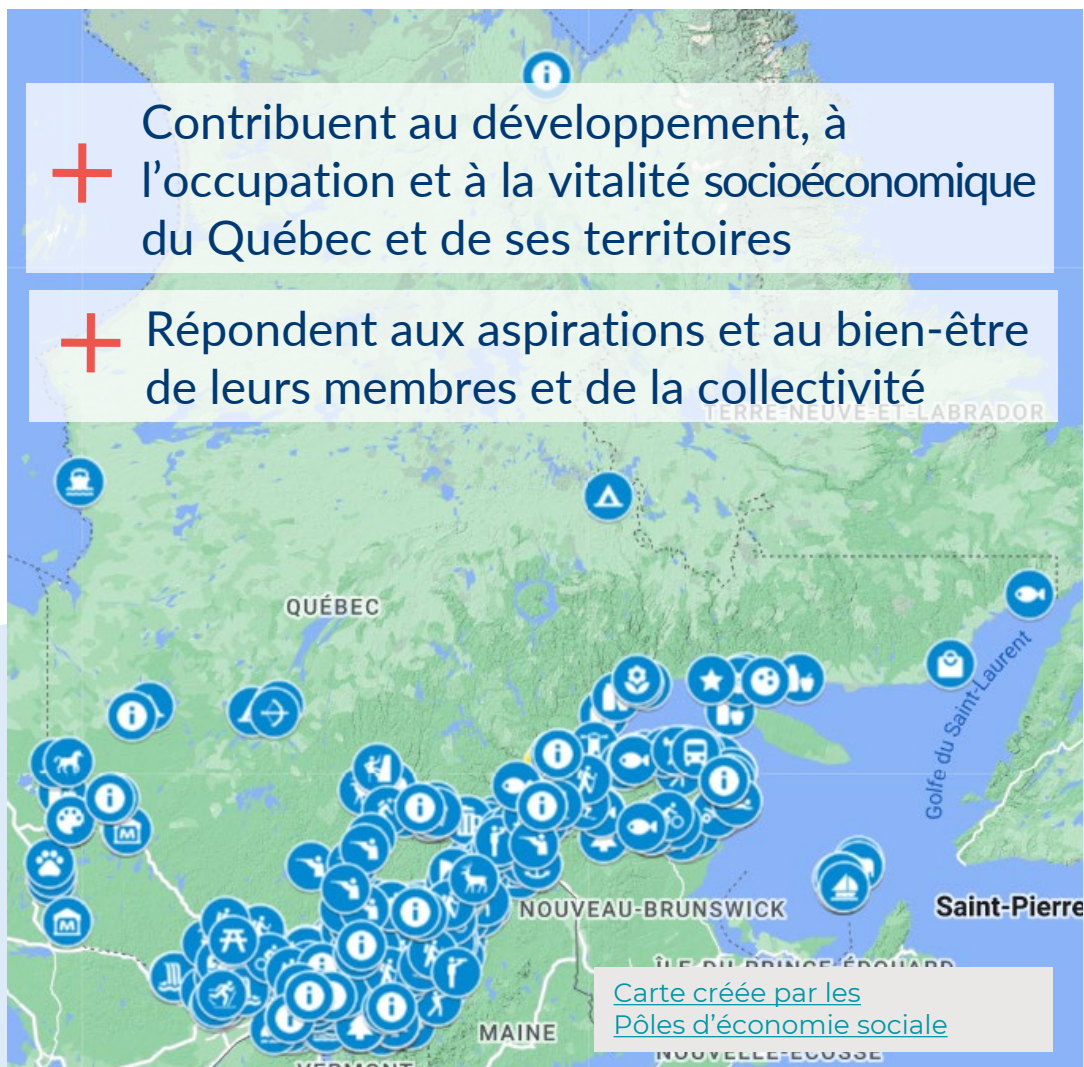 Contribuent au développement, à
l’occupation et à la vitalité socioéconomique
du Québec et de ses territoires
Répondent aux aspirations et au bien-être
de leurs membres et de la collectivité
TERRE-NEUVE-ET-LABRADOR
QUÉBEC
Golfe du Saint-Laurent
NOUVEAU-BRUNSWICK
Saint-Pierre
ÎLE-DU-PRINCE-ÉDOUARD
Carte créée par les
Pôles d’économie sociale
MAINE
NOUVELLE-ÉCOSSE
VERMONT